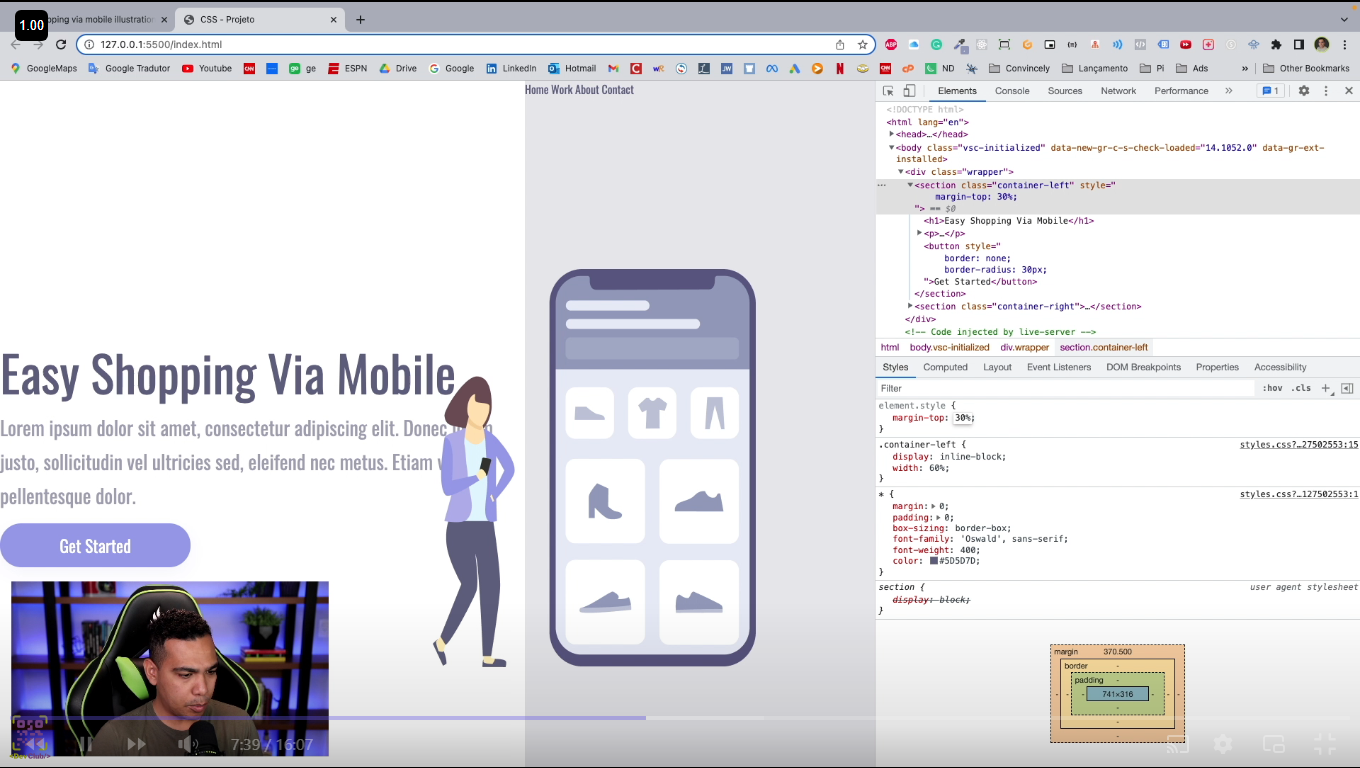 1.00
pping via mobile illustration
CSS - Projeto
127.0.0.1:5500/index.html
GoogleMaps Google Tradutor Youtube ge ESPN Drive Google LinkedIn Hotmail ND Convincely Lançamento Pi Ads » Other Bookmarks
Home Work About Contact
Easy Shopping Via Mobile
Lorem ipsum dolor sit amet, consectetur adipiscing elit. Donec
justo, sollicitudin vel ultricies sed, eleifend nec metus. Etiam
pellentesque dolor.
Get Started
7:39 / 16:07
Elements Console Sources Network Performance » 1
<!DOCTYPE html>
<html lang="en">
<head>…</head>
<body class="vsc-initialized" data-new-gr-c-s-check-loaded="14.1052.0" data-gr-ext-
installed>
<div class="wrapper">
<section class="container-left" style="
margin-top: 30%;
"> == $0
<h1>Easy Shopping Via Mobile</h1>
<p>…</p>
<button style="
border: none;
border-radius: 30px;
">Get Started</button>
</section>
<section class="container-right">…</section>
</div>
<!-- Code injected by live-server -->
html body.vsc-initialized div.wrapper section.container-left
Styles Computed Layout Event Listeners DOM Breakpoints Properties Accessibility
Filter :hov .cls +
element.style {
margin-top: 30%;
}
.container-left { styles.css?…27502553:15
display: inline-block;
width: 60%;
}
* { styles.css?…127502553:1
margin: 0;
padding: 0;
box-sizing: border-box;
font-family: 'Oswald', sans-serif;
font-weight: 400;
color: #5D5D7D;
}
section { user agent stylesheet
display: block;
}
margin 370.500
border -
padding -
741×316